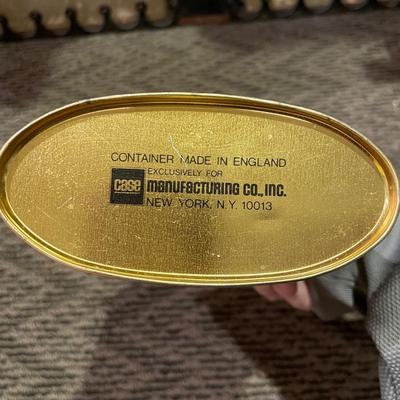 CONTAINER MADE IN ENGLAND
EXCLUSIVELY FOR
case MANUFACTURING CO., INC.
NEW YORK, N.Y. 10013